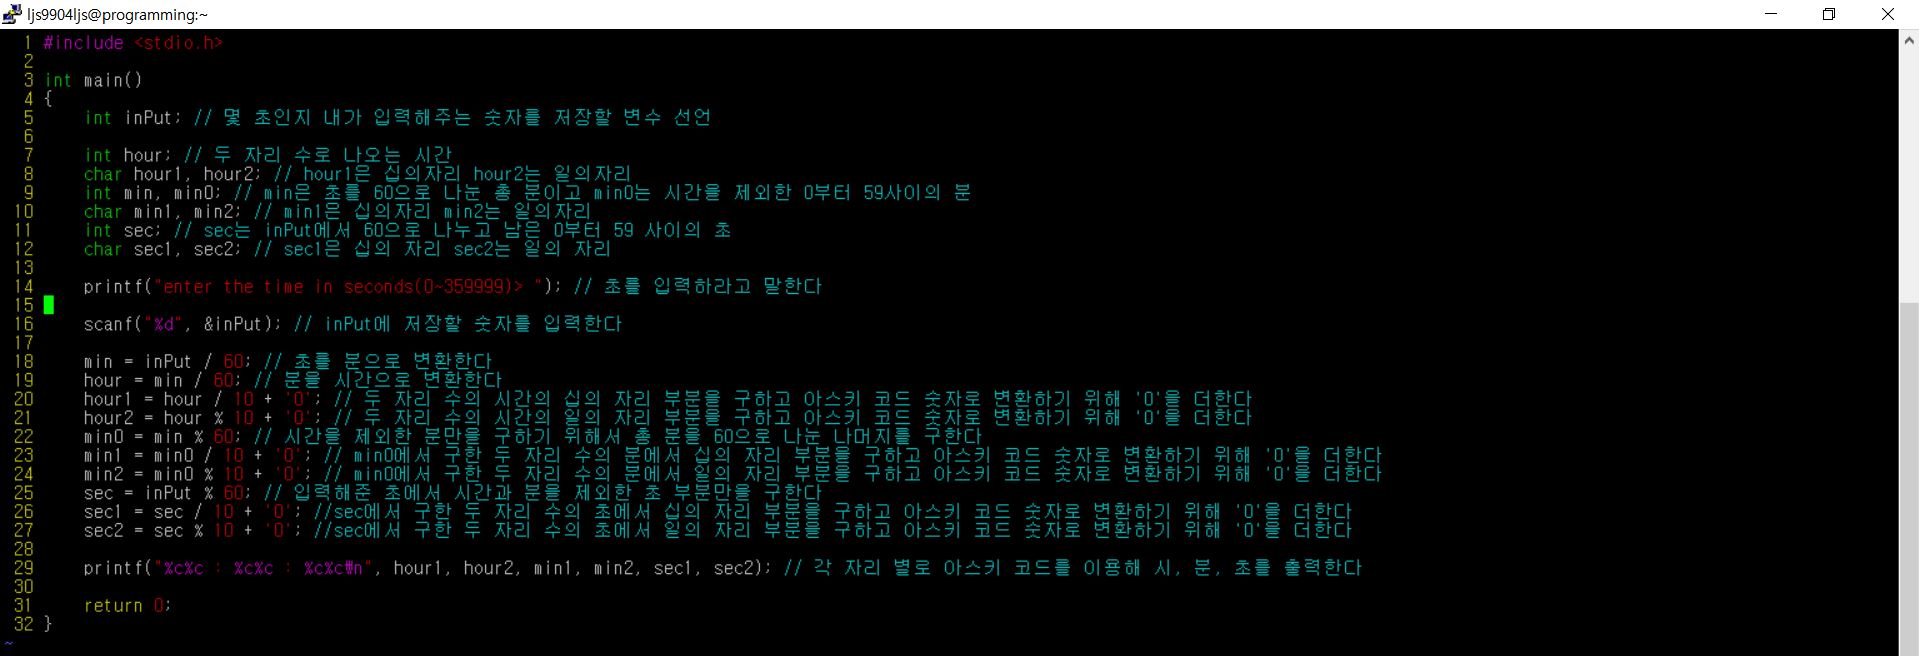 ljs9904ljs@programming:~
1 #include <stdio.h>
2
3 int main()
4 {
5 int inPut; // 몇 초인지 내가 입력해주는 숫자를 저장할 변수 선언
6
7 int hour; // 두 자리 수로 나오는 시간
8 char hour1, hour2; // hour1은 십의자리 hour2는 일의자리
9 int min, min0; // min은 초를 60으로 나눈 총 분이고 min0는 시간을 제외한 0부터 59사이의 분
10 char min1, min2; // min1은 십의자리 min2는 일의자리
11 int sec; // sec는 inPut에서 60으로 나누고 남은 0부터 59 사이의 초
12 char sec1, sec2; // sec1은 십의 자리 sec2는 일의 자리
13
14 printf("enter the time in seconds(0~359999)> "); // 초를 입력하라고 말한다
15
16 scanf("%d", &inPut); // inPut에 저장할 숫자를 입력한다
17
18 min = inPut / 60; // 초를 분으로 변환한다
19 hour = min / 60; // 분을 시간으로 변환한다
20 hour1 = hour / 10 + '0'; // 두 자리 수의 시간의 십의 자리 부분을 구하고 아스키 코드 숫자로 변환하기 위해 '0'을 더한다
21 hour2 = hour % 10 + '0'; // 두 자리 수의 시간의 일의 자리 부분을 구하고 아스키 코드 숫자로 변환하기 위해 '0'을 더한다
22 min0 = min % 60; // 시간을 제외한 분만을 구하기 위해서 총 분을 60으로 나눈 나머지를 구한다
23 min1 = min0 / 10 + '0'; // min0에서 구한 두 자리 수의 분에서 십의 자리 부분을 구하고 아스키 코드 숫자로 변환하기 위해 '0'을 더한다
24 min2 = min0 % 10 + '0'; // min0에서 구한 두 자리 수의 분에서 일의 자리 부분을 구하고 아스키 코드 숫자로 변환하기 위해 '0'을 더한다
25 sec = inPut % 60; // 입력해준 초에서 시간과 분을 제외한 초 부분만을 구한다
26 sec1 = sec / 10 + '0'; //sec에서 구한 두 자리 수의 초에서 십의 자리 부분을 구하고 아스키 코드 숫자로 변환하기 위해 '0'을 더한다
27 sec2 = sec % 10 + '0'; //sec에서 구한 두 자리 수의 초에서 일의 자리 부분을 구하고 아스키 코드 숫자로 변환하기 위해 '0'을 더한다
28
29 printf("%c%c : %c%c : %c%c₩n", hour1, hour2, min1, min2, sec1, sec2); // 각 자리 별로 아스키 코드를 이용해 시, 분, 초를 출력한다
30
31 return 0;
32 }
~